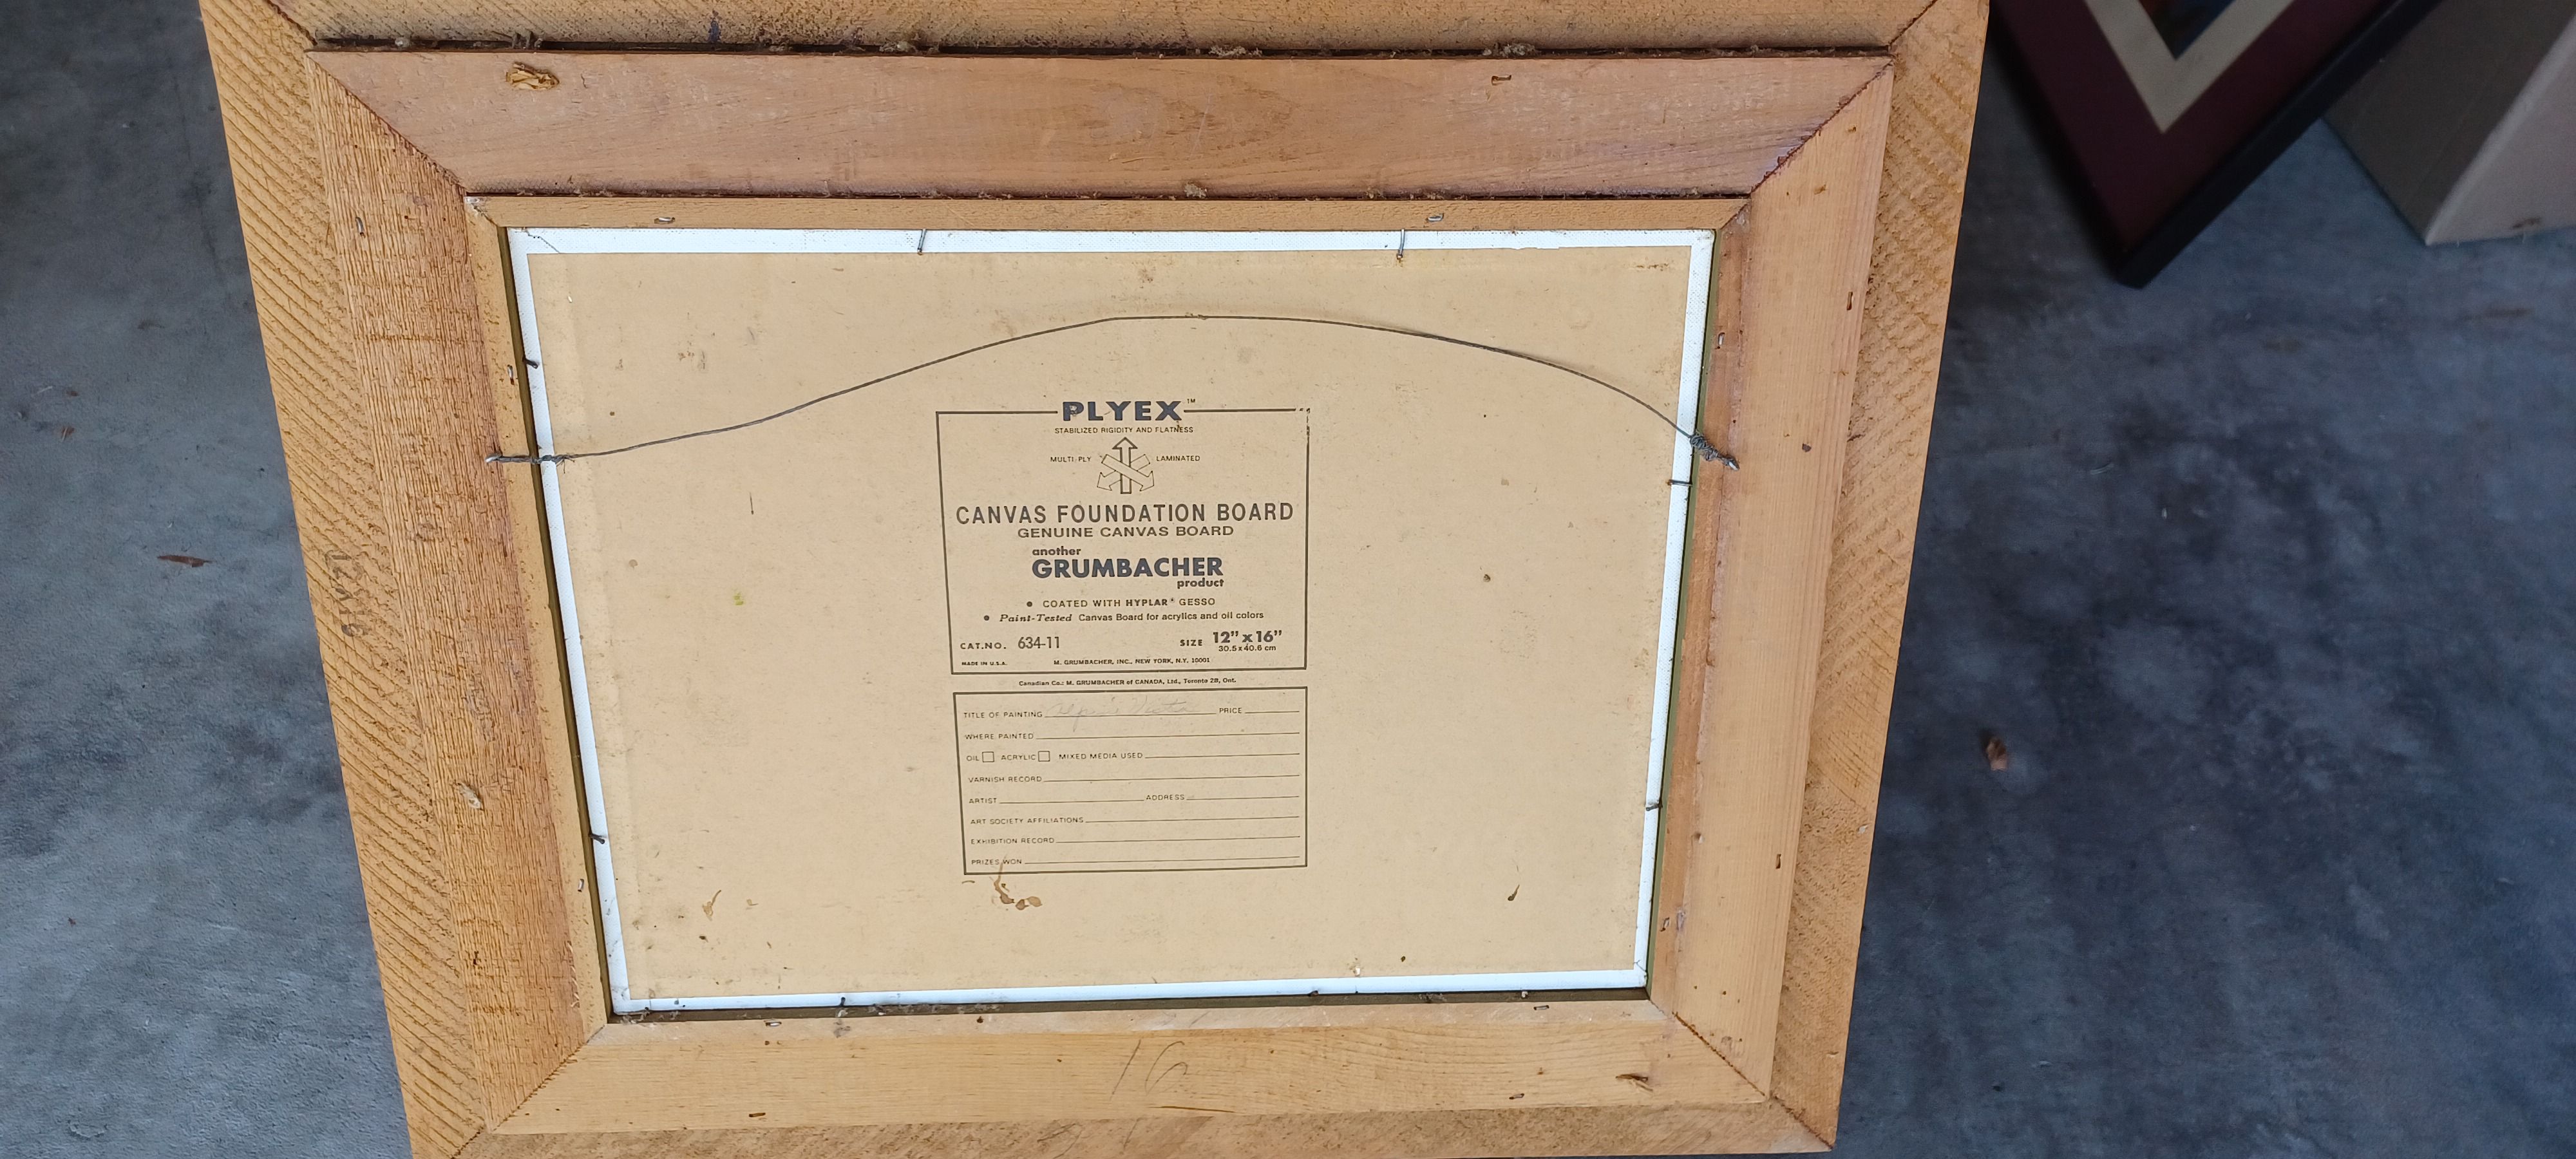 PLYEX™
STABILIZED RIGIDITY AND FLATNESS
MULTI-PLY LAMINATED
CANVAS FOUNDATION BOARD
GENUINE CANVAS BOARD
another
GRUMBACHER
product
• COATED WITH HYPLAR® GESSO
• Paint-Tested Canvas Board for acrylics and oil colors
CAT.NO. 634-11 SIZE 12" x 16"
30.5 x 40.6 cm
MADE IN U.S.A. M. GRUMBACHER, INC., NEW YORK, N.Y. 10001
Canadian Co.: M. GRUMBACHER of CANADA, Ltd., Toronto 2B, Ont.
TITLE OF PAINTING Alpine Vista PRICE
WHERE PAINTED
OIL ACRYLIC MIXED MEDIA USED
VARNISH RECORD
ARTIST ADDRESS
ART SOCIETY AFFILIATIONS
EXHIBITION RECORD
PRIZES WON
12X16
16